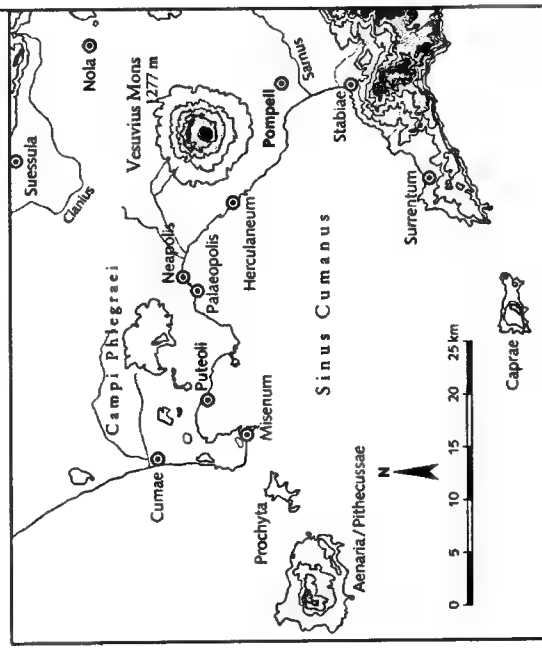 Suessula
Nola
Clanius
Vesuvius Mons
1277 m
Sarnus
Pompeii
Campi Phlegraei
Neapolis
Palaeopolis
Herculaneum
Stabiae
Puteoli
Cumae
Misenum
Sinus Cumanus
Surrentum
Prochyta
Aenaria/Pithecussae
N
Caprae
0 5 10 15 20 25 km